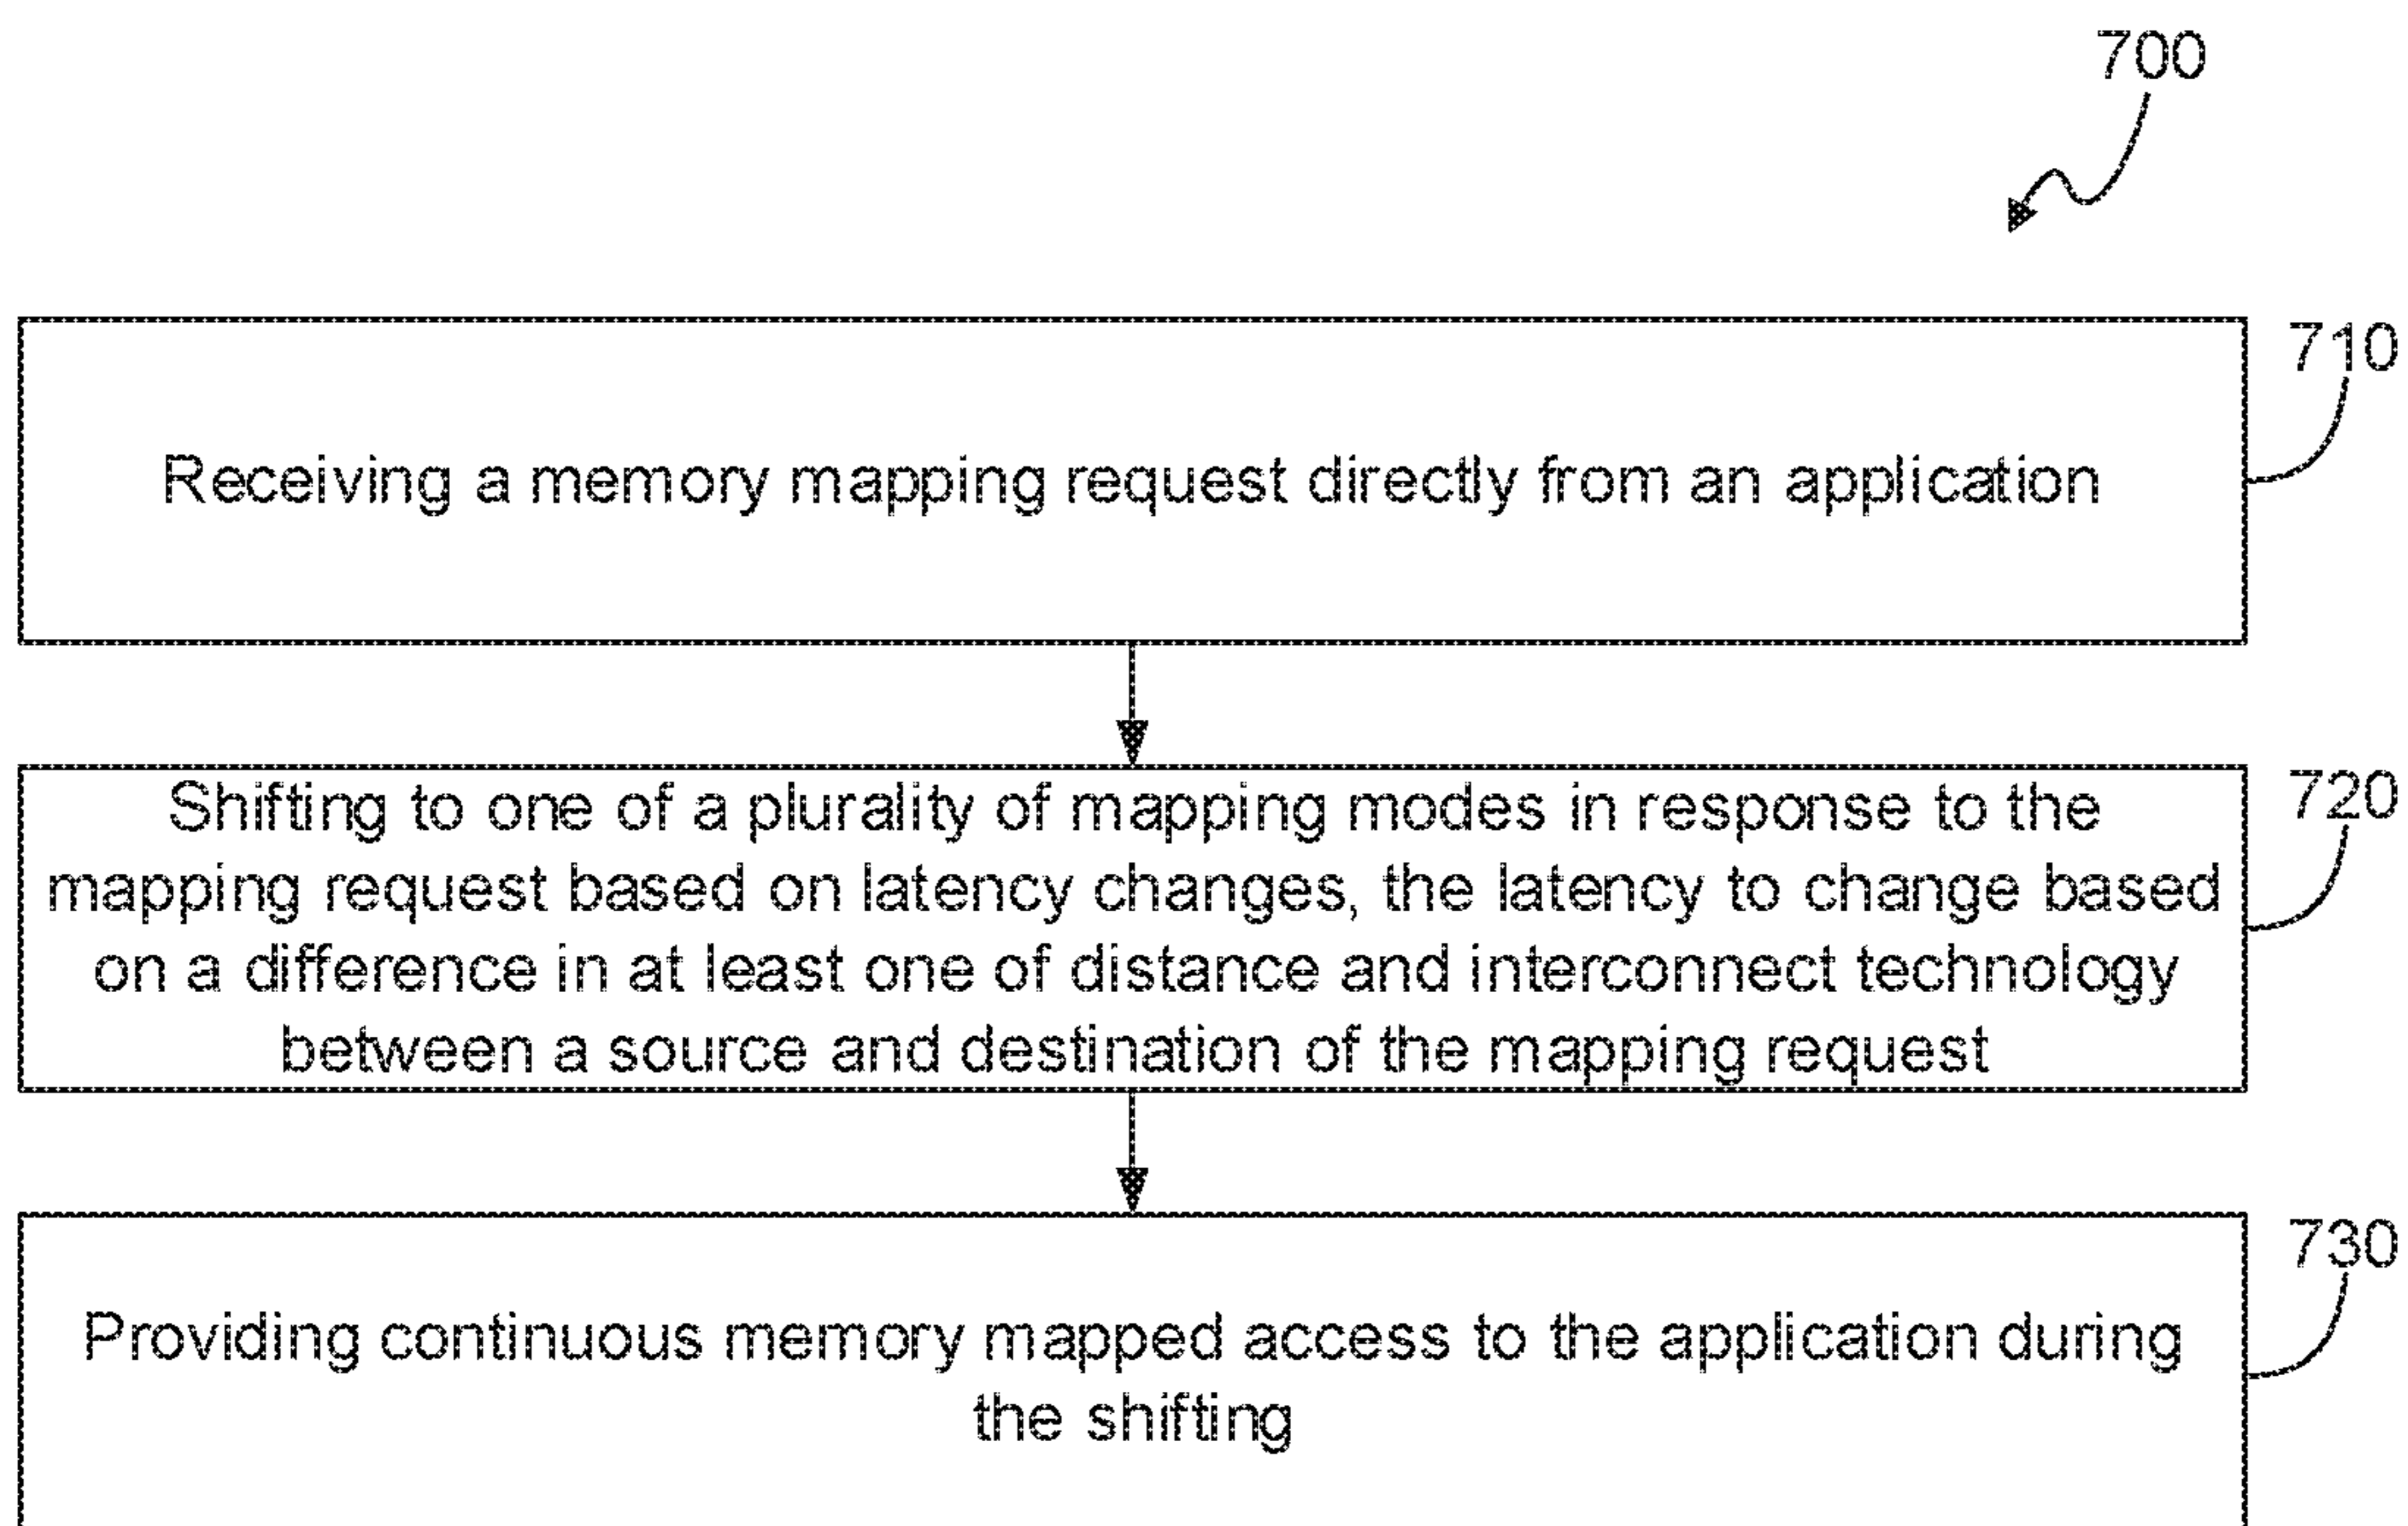 700
710
Receiving a memory mapping request directly from an application
720
Shifting to one of a plurality of mapping modes in response to the
mapping request based on latency changes, the latency to change based
on a difference in at least one of distance and interconnect technology
between a source and destination of the mapping request
730
Providing continuous memory mapped access to the application during
the shifting